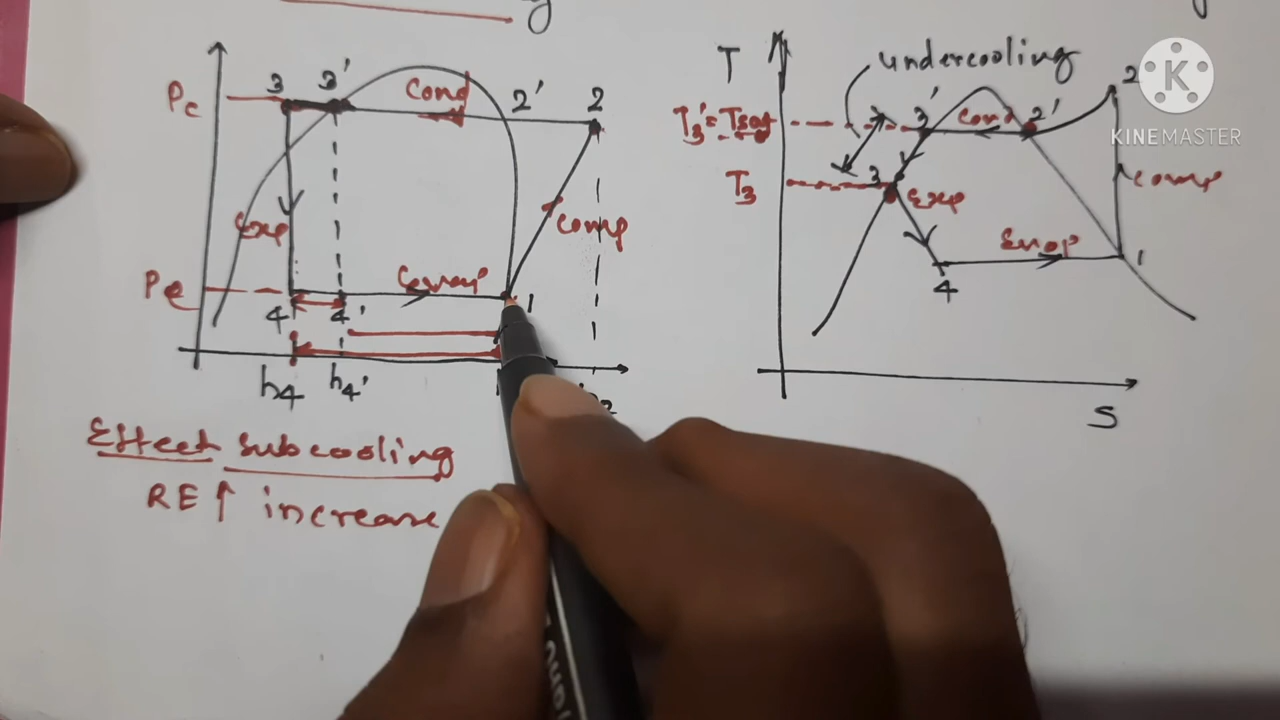 Pc
3
3'
Cond
2'
2
Exp
comp
Pe
4
4'
Evap
1
h4
h4'
2
Effect subcooling
RE↑ increase
T
undercooling
T3' = Tsat
3'
Cond
2'
2
T3
3
Exp
comp
Evap
4
1
S
K
KINEMASTER